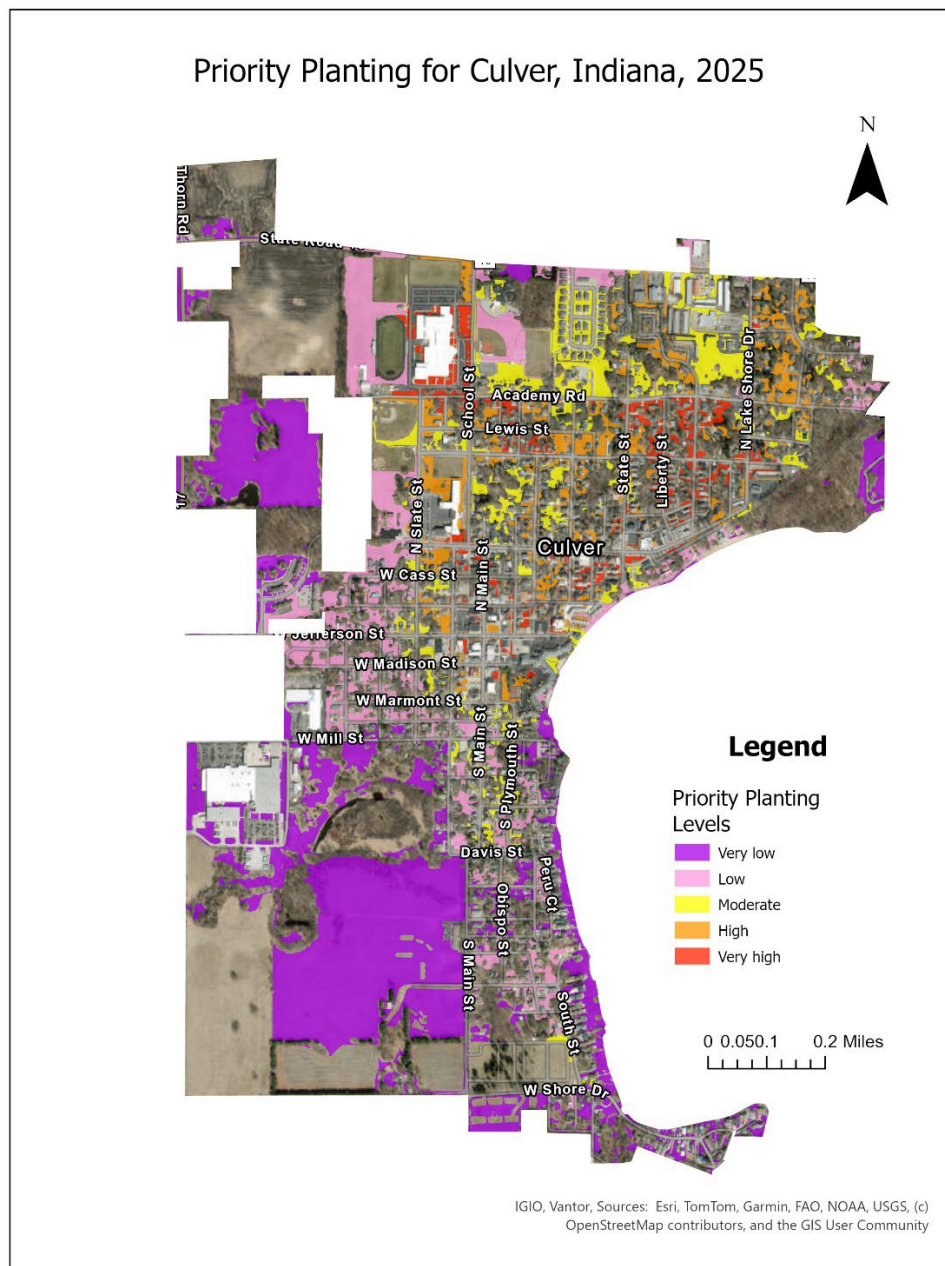 Priority Planting for Culver, Indiana, 2025
N
Thorn Rd
State Road
School St
Academy Rd
Lewis St
N Lake Shore Dr
State St
Liberty St
N Slate St
N Main St
Culver
W Cass St
W Jefferson St
W Madison St
W Marmont St
W Mill St
S Main St
S Plymouth St
Davis St
Peru Ct
Obispo St
S Main St
South St
W Shore Dr
Legend
Priority Planting
Levels
Very low
Low
Moderate
High
Very high
0 0.050.1 0.2 Miles
IGIO, Vantor, Sources: Esri, TomTom, Garmin, FAO, NOAA, USGS, (c)
OpenStreetMap contributors, and the GIS User Community